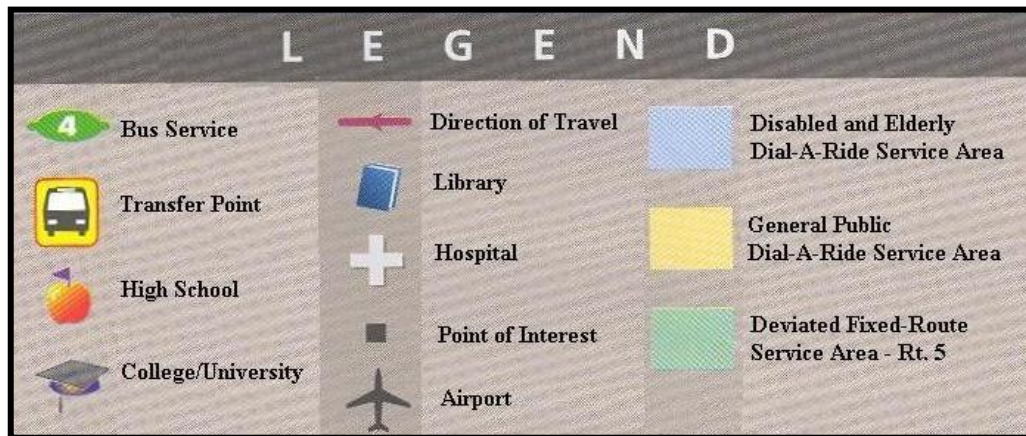 LEGEND
4 Bus Service
Transfer Point
High School
College/University
Direction of Travel
Library
Hospital
Point of Interest
Airport
Disabled and Elderly
Dial-A-Ride Service Area
General Public
Dial-A-Ride Service Area
Deviated Fixed-Route
Service Area - Rt. 5